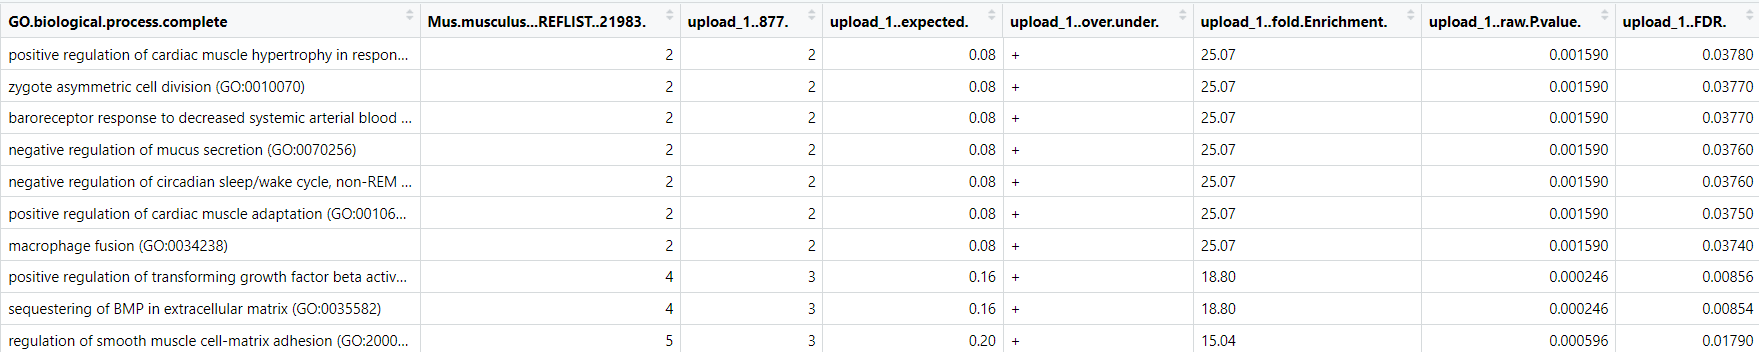 GO.biological.process.complete Mus.musculus...REFLIST..21983. upload_1..877. upload_1..expected. upload_1..over.under. upload_1..fold.Enrichment. upload_1..raw.P.value. upload_1..FDR.
positive regulation of cardiac muscle hypertrophy in respon... 2 2 0.08 + 25.07 0.001590 0.03780
zygote asymmetric cell division (GO:0010070) 2 2 0.08 + 25.07 0.001590 0.03770
baroreceptor response to decreased systemic arterial blood ... 2 2 0.08 + 25.07 0.001590 0.03770
negative regulation of mucus secretion (GO:0070256) 2 2 0.08 + 25.07 0.001590 0.03760
negative regulation of circadian sleep/wake cycle, non-REM ... 2 2 0.08 + 25.07 0.001590 0.03760
positive regulation of cardiac muscle adaptation (GO:00106... 2 2 0.08 + 25.07 0.001590 0.03750
macrophage fusion (GO:0034238) 2 2 0.08 + 25.07 0.001590 0.03740
positive regulation of transforming growth factor beta activ... 4 3 0.16 + 18.80 0.000246 0.00856
sequestering of BMP in extracellular matrix (GO:0035582) 4 3 0.16 + 18.80 0.000246 0.00854
regulation of smooth muscle cell-matrix adhesion (GO:2000... 5 3 0.20 + 15.04 0.000596 0.01790